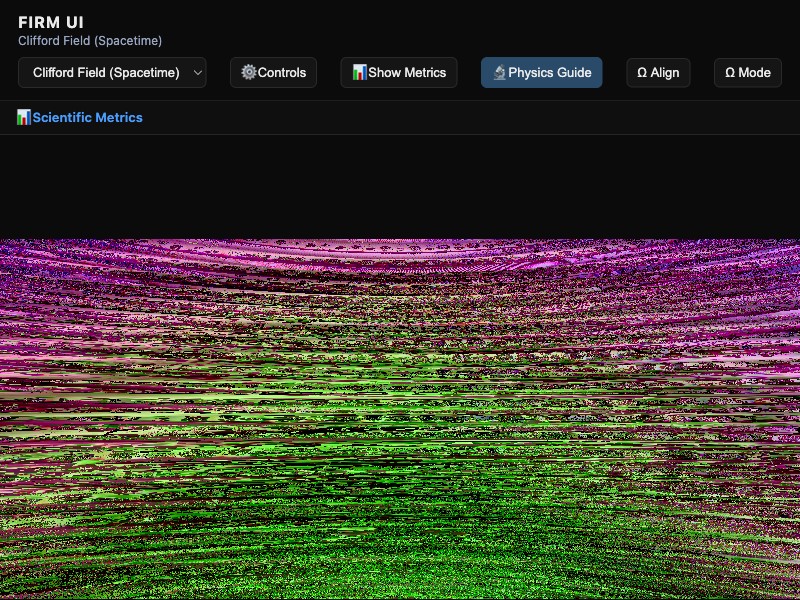 FIRM UI
Clifford Field (Spacetime)
Clifford Field (Spacetime) ⚙️Controls 📊Show Metrics 🔬Physics Guide Ω Align Ω Mode
📊Scientific Metrics